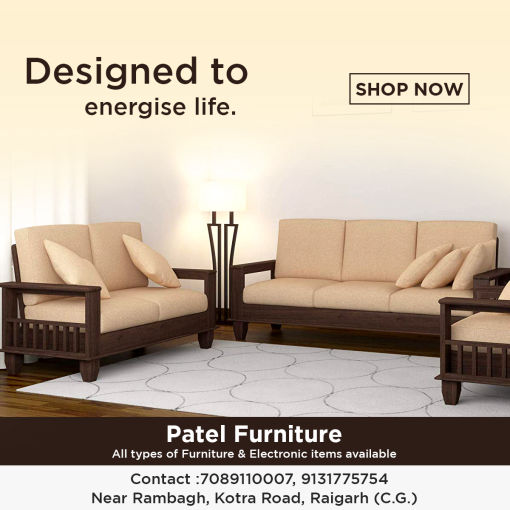 Designed to
energise life.
SHOP NOW
Patel Furniture
All types of Furniture & Electronic items available
Contact :7089110007, 9131775754
Near Rambagh, Kotra Road, Raigarh (C.G.)